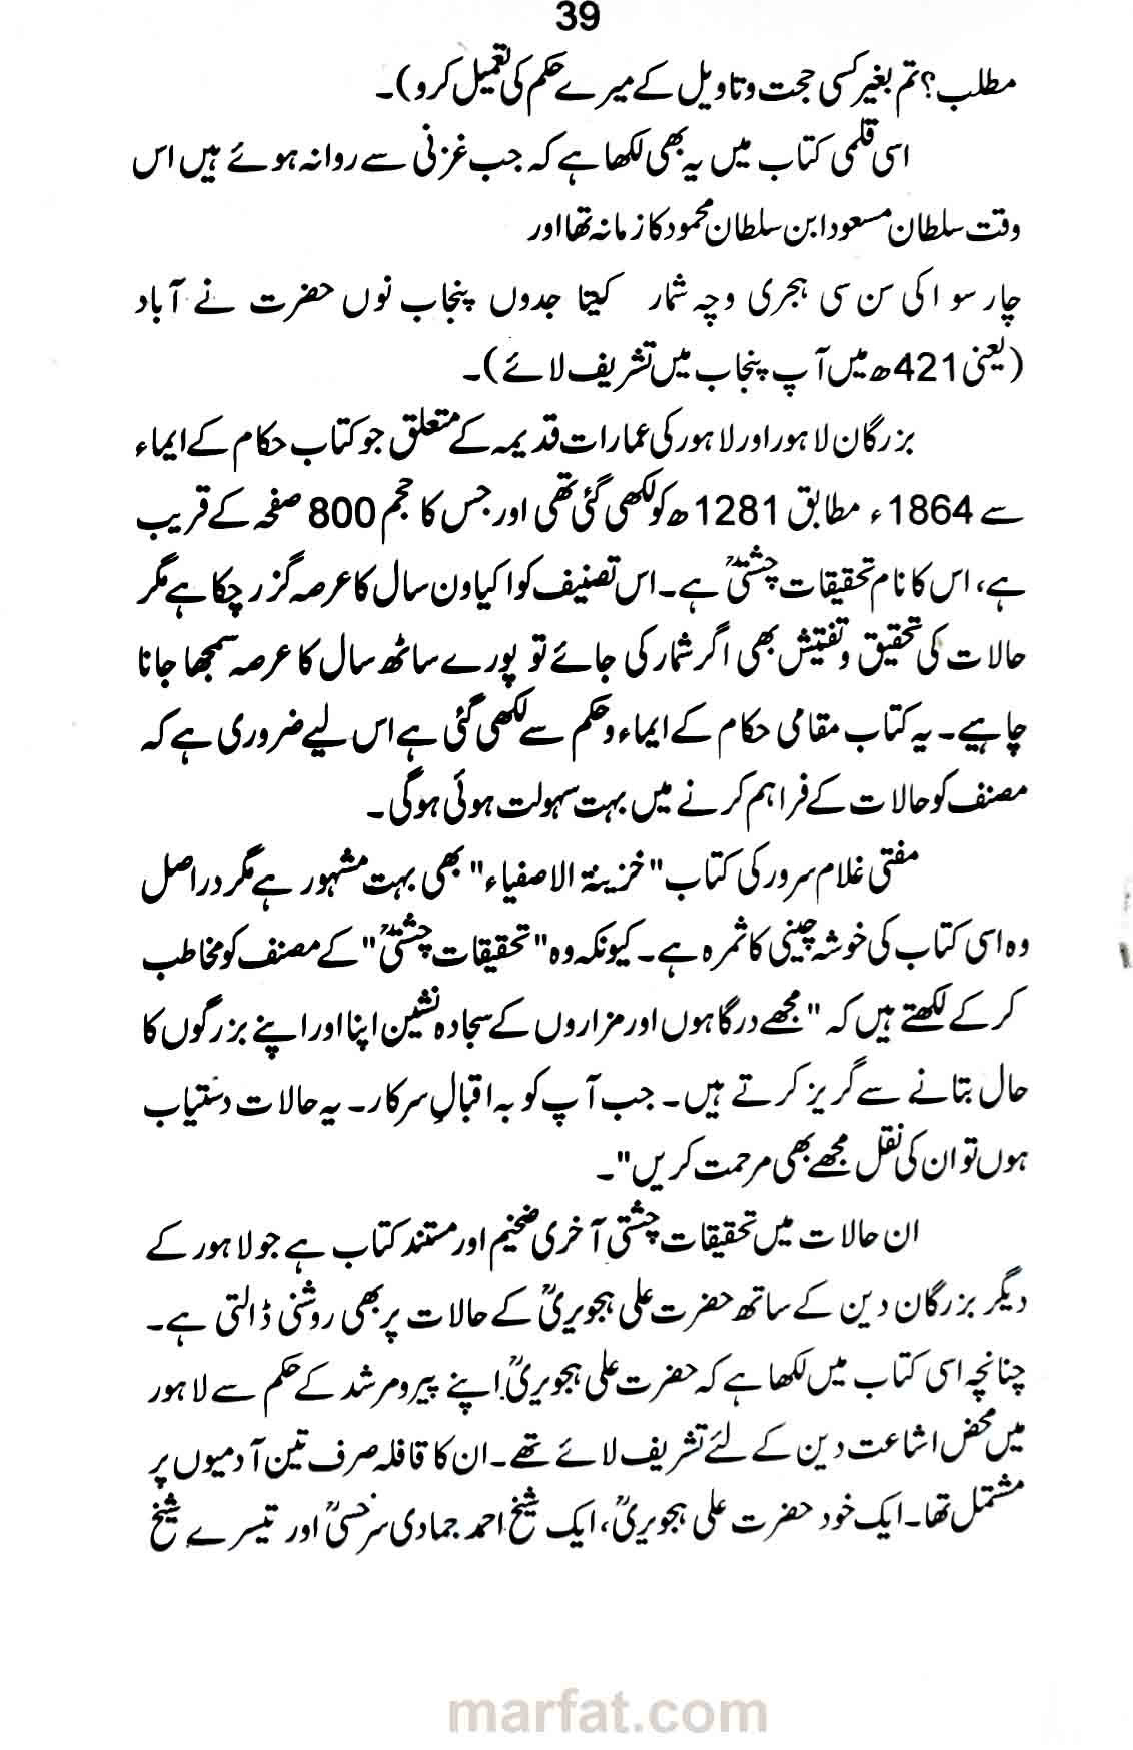 39
مطلب؟ تم بغیر کسی حجت و تاویل کے میرے حکم کی تعمیل کرو)۔
اسی قلمی کتاب میں یہ بھی لکھا ہے کہ جب غزنی سے روانہ ہوئے ہیں اس
وقت سلطان مسعود ابن سلطان محمود کا زمانہ تھا اور
چار سو اکی سن سی ہجری وچہ شمار کیتا جدوں پنجاب نوں حضرت نے آباد
(یعنی 421ھ میں آپ پنجاب میں تشریف لائے)۔
بزرگان لاہور اور لاہور کی عمارات قدیمہ کے متعلق جو کتاب حکام کے ایماء
سے 1864ء مطابق 1281ھ کو لکھی گئی تھی اور جس کا حجم 800 صفحہ کے قریب
ہے، اس کا نام تحقیقات چشتیؒ ہے۔ اس تصنیف کو اکیاون سال کا عرصہ گزر چکا ہے مگر
حالات کی تحقیق و تفتیش بھی اگر شمار کی جائے تو پورے ساٹھ سال کا عرصہ سمجھا جانا
چاہیے۔ یہ کتاب مقامی حکام کے ایماء و حکم سے لکھی گئی ہے اس لیے ضروری ہے کہ
مصنف کو حالات کے فراہم کرنے میں بہت سہولت ہوئی ہوگی۔
مفتی غلام سرور کی کتاب "خزینۃ الاصفیاء" بھی بہت مشہور ہے مگر دراصل
وہ اسی کتاب کی خوشہ چینی کا ثمرہ ہے۔ کیونکہ وہ "تحقیقات چشتیؒ" کے مصنف کو مخاطب
کر کے لکھتے ہیں کہ "مجھے درگاہوں اور مزاروں کے سجادہ نشین اپنا اور اپنے بزرگوں کا
حال بتانے سے گریز کرتے ہیں۔ جب آپ کو بہ اقبالِ سرکار۔ یہ حالات دستیاب
ہوں تو ان کی نقل مجھے بھی مرحمت کریں"۔
ان حالات میں تحقیقات چشتی آخری ضخیم اور مستند کتاب ہے جو لاہور کے
دیگر بزرگان دین کے ساتھ حضرت علی ہجویریؒ کے حالات پر بھی روشنی ڈالتی ہے۔
چنانچہ اسی کتاب میں لکھا ہے کہ حضرت علی ہجویریؒ اپنے پیرومرشد کے حکم سے لاہور
میں محض اشاعت دین کے لئے تشریف لائے تھے۔ ان کا قافلہ صرف تین آدمیوں پر
مشتمل تھا۔ ایک خود حضرت علی ہجویریؒ، ایک شیخ احمد حمادی سرخسیؒ اور تیسرے شیخ
marfat.com